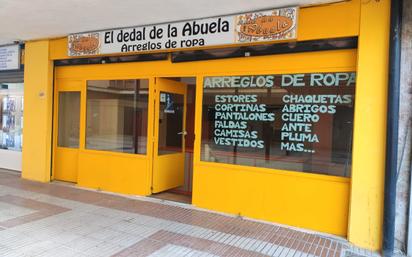 El dedal de la Abuela
Arreglos de ropa
ARREGLOS DE ROPA
ESTORES
CORTINAS
PANTALONES
FALDAS
CAMISAS
VESTIDOS
CHAQUETAS
ABRIGOS
CUERO
ANTE
PLUMA
MAS...